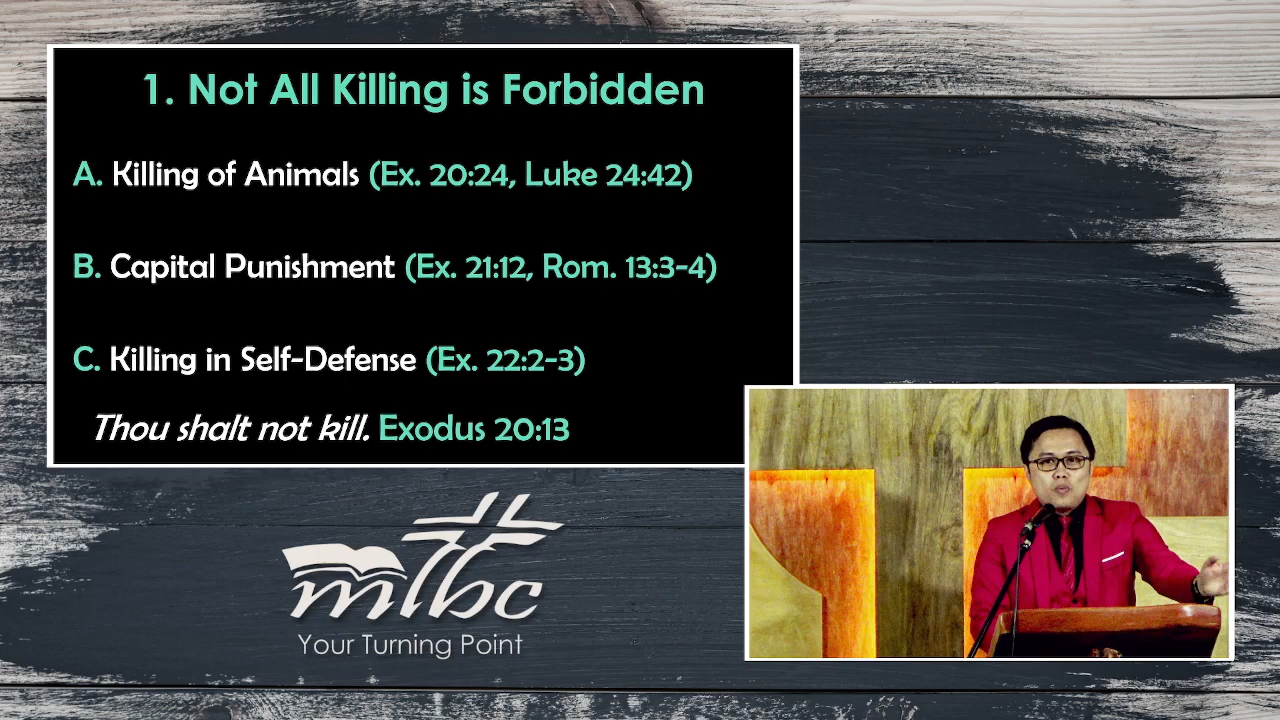 1. Not All Killing is Forbidden
A. Killing of Animals (Ex. 20:24, Luke 24:42)
B. Capital Punishment (Ex. 21:12, Rom. 13:3-4)
C. Killing in Self-Defense (Ex. 22:2-3)
Thou shalt not kill. Exodus 20:13
mlbc
Your Turning Point